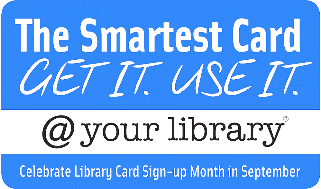 The Smartest Card
GET IT. USE IT.
@ your library®
Celebrate Library Card Sign-up Month in September